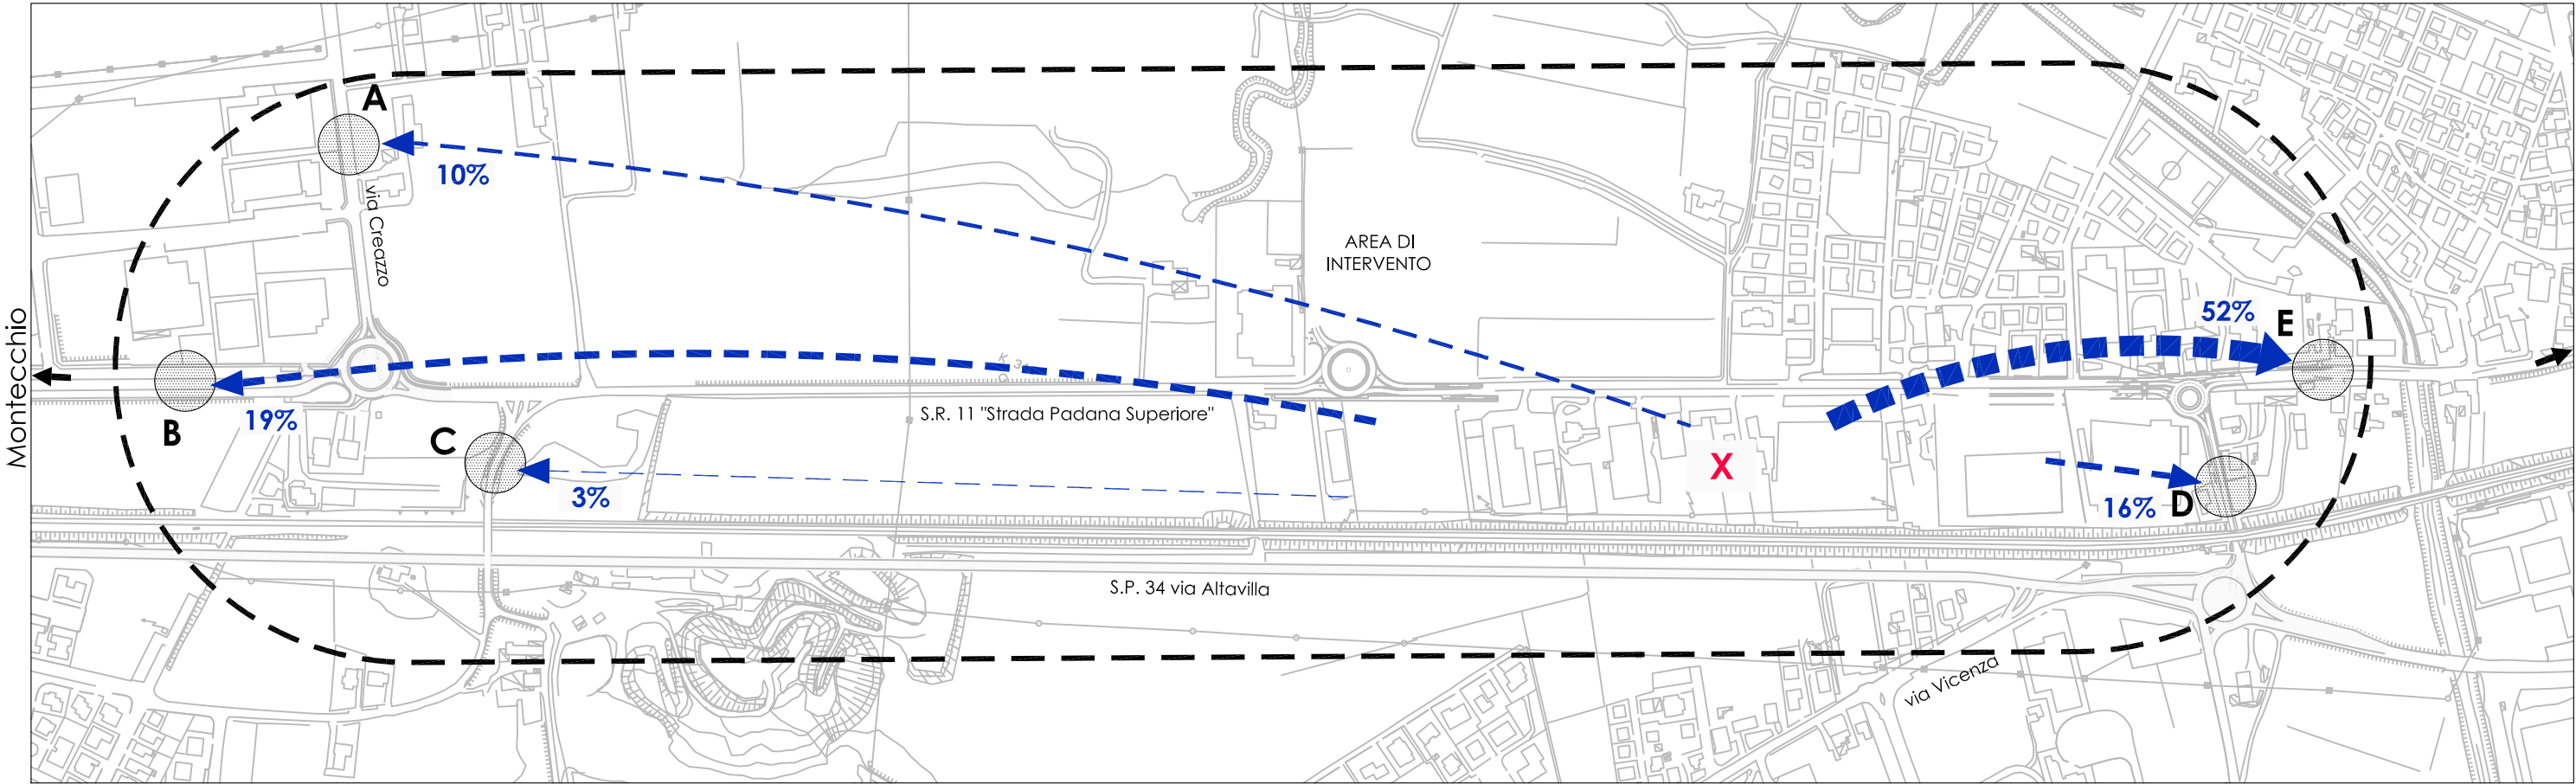 A
10%
via Creazzo
AREA DI
INTERVENTO
52%
E
Montecchio
B
19%
C
S.R. 11 "Strada Padana Superiore"
X
3%
16%
D
S.P. 34 via Altavilla
via Vicenza